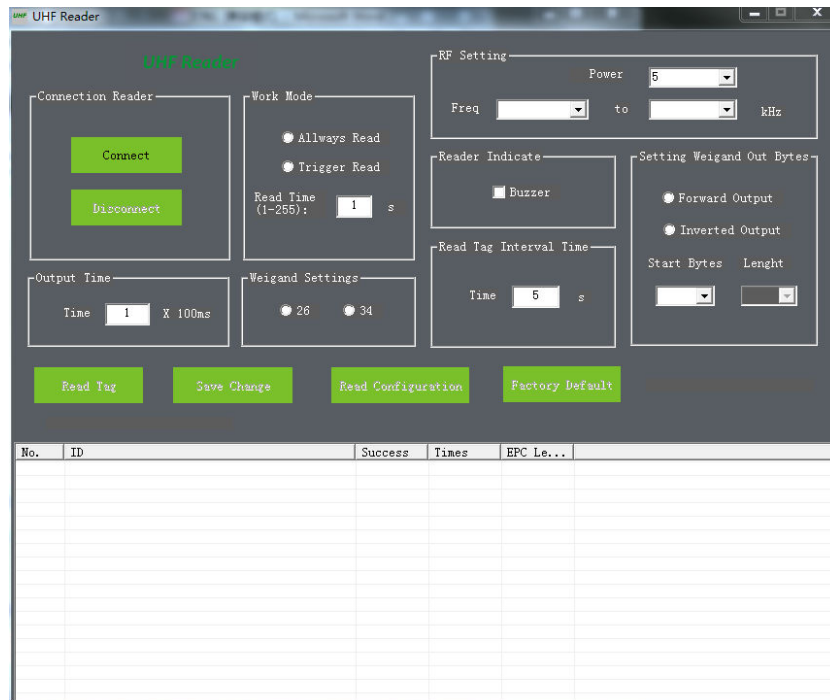 UHF UHF Reader
UHF Reader
Connection Reader
Connect
Disconnect
Work Mode
Allways Read
Trigger Read
Read Time
(1-255): 1 s
RF Setting
Power 5
Freq to kHz
Reader Indicate
Buzzer
Setting Weigand Out Bytes
Forward Output
Inverted Output
Start Bytes Lenght
Read Tag Interval Time
Time 5 s
Output Time
Time 1 X 100ms
Weigand Settings
26 34
Read Tag Save Change Read Configuration Factory Default
No. ID Success Times EPC Le...